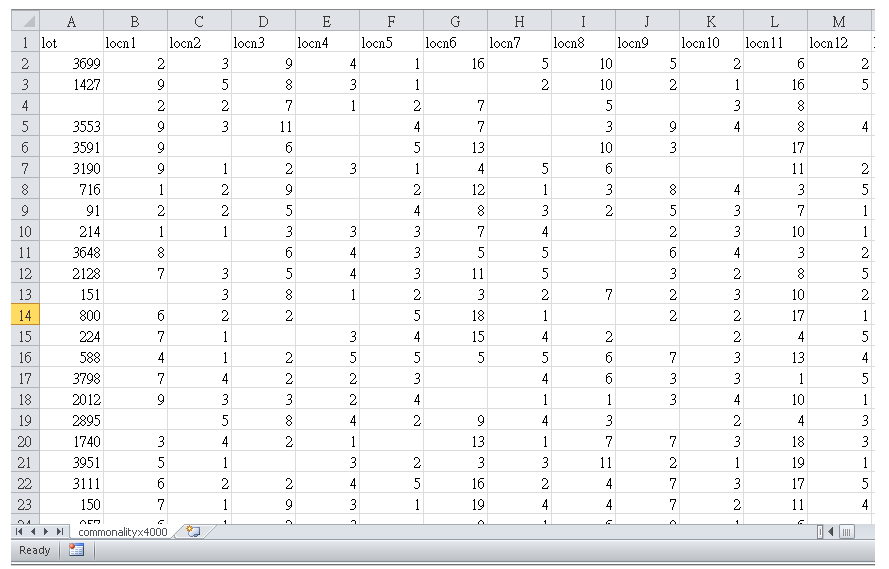 A B C D E F G H I J K L M
1 lot locn1 locn2 locn3 locn4 locn5 locn6 locn7 locn8 locn9 locn10 locn11 locn12
2 3699 2 3 9 4 1 16 5 10 5 2 6 2
3 1427 9 5 8 3 1 2 10 2 1 16 5
4 2 2 7 1 2 7 5 3 8
5 3553 9 3 11 4 7 3 9 4 8 4
6 3591 9 6 5 13 10 3 17
7 3190 9 1 2 3 1 4 5 6 11 2
8 716 1 2 9 2 12 1 3 8 4 3 5
9 91 2 2 5 4 8 3 2 5 3 7 1
10 214 1 1 3 3 3 7 4 2 3 10 1
11 3648 8 6 4 3 5 5 6 4 3 2
12 2128 7 3 5 4 3 11 5 3 2 8 5
13 151 3 8 1 2 3 2 7 2 3 10 2
14 800 6 2 2 5 18 1 2 2 17 1
15 224 7 1 3 4 15 4 2 2 4 5
16 588 4 1 2 5 5 5 5 6 7 3 13 4
17 3798 7 4 2 2 3 4 6 3 3 1 5
18 2012 9 3 3 2 4 1 1 3 4 10 1
19 2895 5 8 4 2 9 4 3 2 4 3
20 1740 3 4 2 1 13 1 7 7 3 18 3
21 3951 5 1 3 2 3 3 11 2 1 19 1
22 3111 6 2 2 4 5 16 2 4 7 3 17 5
23 150 7 1 9 3 1 19 4 4 7 2 11 4
commonalityx4000
Ready